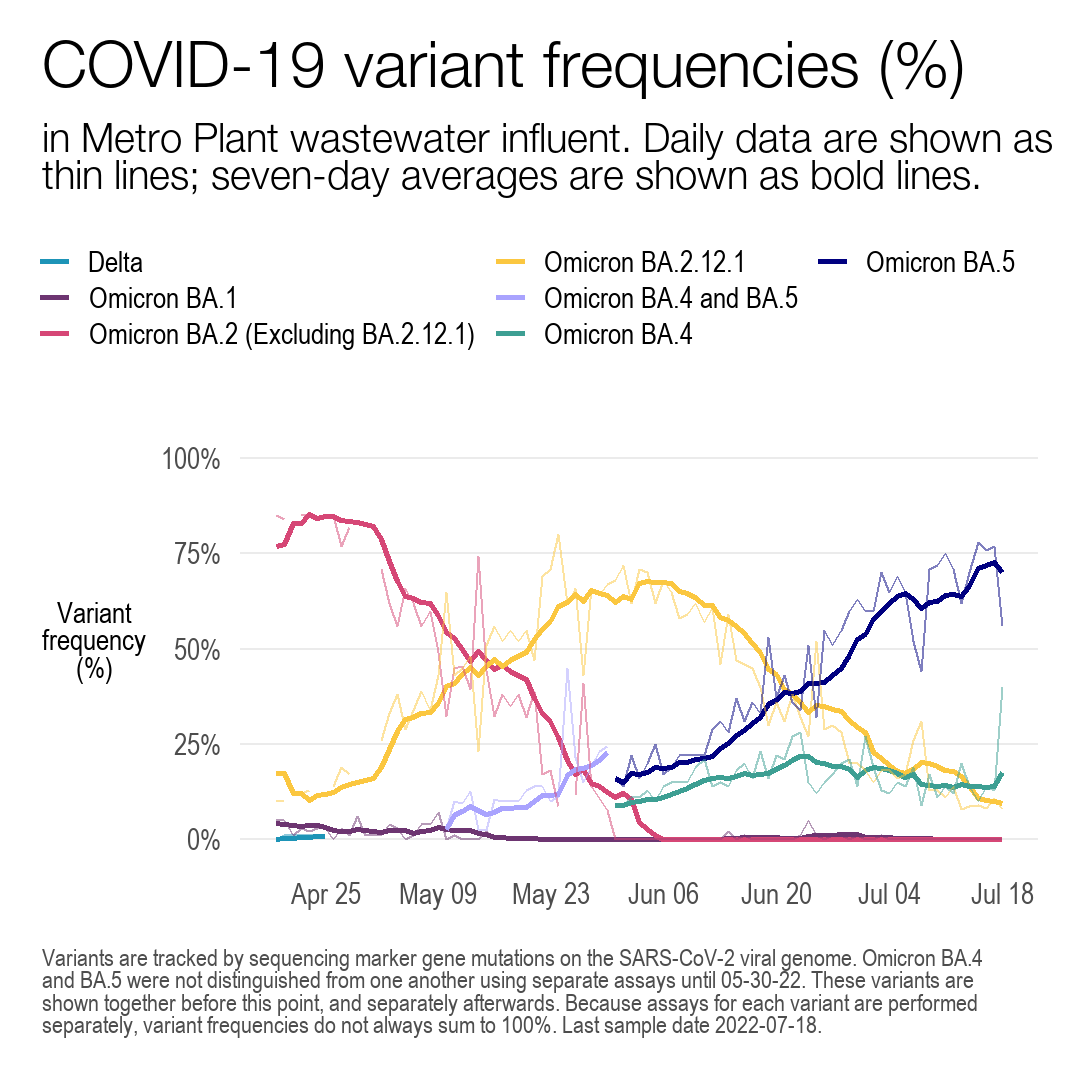 COVID-19 variant frequencies (%)
in Metro Plant wastewater influent. Daily data are shown as
thin lines; seven-day averages are shown as bold lines.
Delta
Omicron BA.1
Omicron BA.2 (Excluding BA.2.12.1)
Omicron BA.2.12.1
Omicron BA.4 and BA.5
Omicron BA.4
Omicron BA.5
Variant
frequency
(%)
100%
75%
50%
25%
0%
Apr 25
May 09
May 23
Jun 06
Jun 20
Jul 04
Jul 18
Variants are tracked by sequencing marker gene mutations on the SARS-CoV-2 viral genome. Omicron BA.4
and BA.5 were not distinguished from one another using separate assays until 05-30-22. These variants are
shown together before this point, and separately afterwards. Because assays for each variant are performed
separately, variant frequencies do not always sum to 100%. Last sample date 2022-07-18.